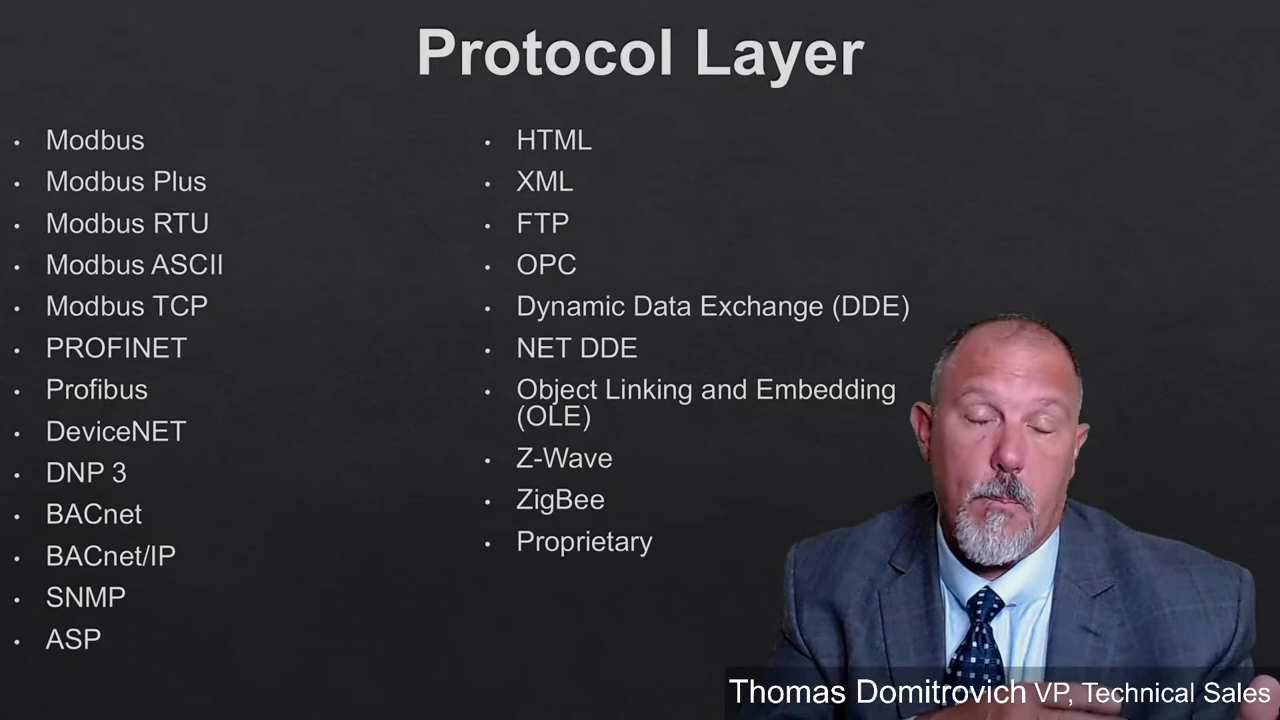 Protocol Layer
Modbus
Modbus Plus
Modbus RTU
Modbus ASCII
Modbus TCP
PROFINET
Profibus
DeviceNET
DNP 3
BACnet
BACnet/IP
SNMP
ASP
HTML
XML
FTP
OPC
Dynamic Data Exchange (DDE)
NET DDE
Object Linking and Embedding
(OLE)
Z-Wave
ZigBee
Proprietary
Thomas Domitrovich VP, Technical Sales